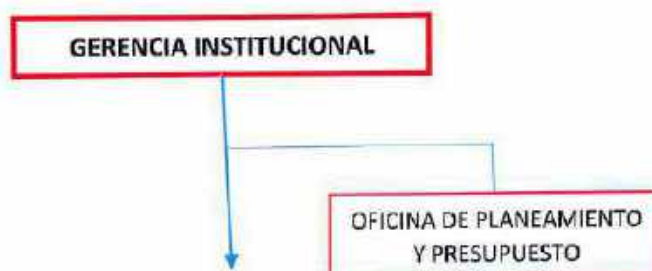 GERENCIA INSTITUCIONAL
OFICINA DE PLANEAMIENTO
Y PRESUPUESTO